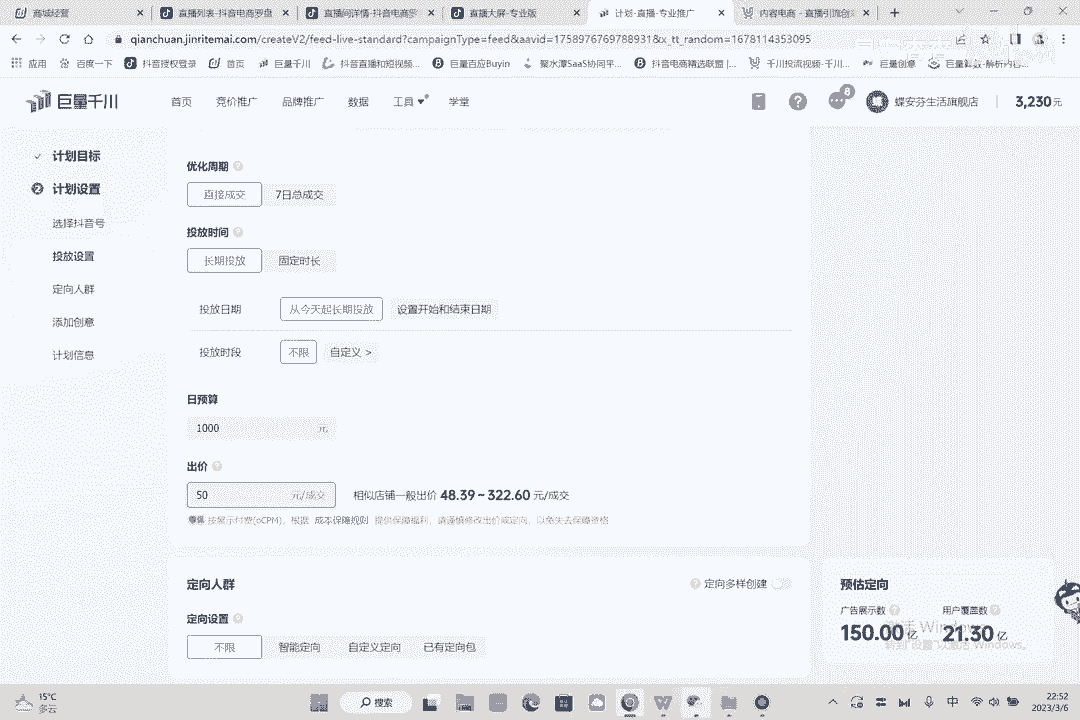 商城经营
直播列表-抖音电商罗盘
直播间详情-抖音电商罗
直播大屏-专业版
计划-直播-专业推广
内容电商 - 直播引流创
qianchuan.jinritemai.com/createV2/feed-live-standard?campaignType=feed&aavid=1758976769788931&x_tt_random=1678114353095
应用 百度一下 抖音授权登录 首页 巨量千川 抖音直播和短视频... 巨量百应Buyin 聚水潭SaaS协同平... 抖音电商精选联盟 |... 千川投流视频-千川... 巨量创意 巨量算数-解析内容...
巨量千川 首页 竞价推广 品牌推广 数据 工具 学堂 8 蝶安芬生活旗舰店 3,230元
计划目标
2 计划设置
选择抖音号
投放设置
定向人群
添加创意
计划信息
优化周期
直接成交 7日总成交
投放时间
长期投放 固定时长
投放日期 从今天起长期投放 设置开始和结束日期
投放时段 不限 自定义 >
日预算
1000 元
出价
50 元/成交 相似店铺一般出价 48.39 ~ 322.60 元/成交
按展示付费(oCPM)，根据 成本保障规则 提供保障福利，请谨慎修改出价或定向，以免失去保障资格
定向人群 定向多样创建
定向设置
不限 智能定向 自定义定向 已有定向包
预估定向
广告展示数 用户覆盖数
150.00亿 21.30亿
激活 Windows
转到"设置"以激活 Windows。
15℃
多云
搜索
中
22:52
2023/3/6